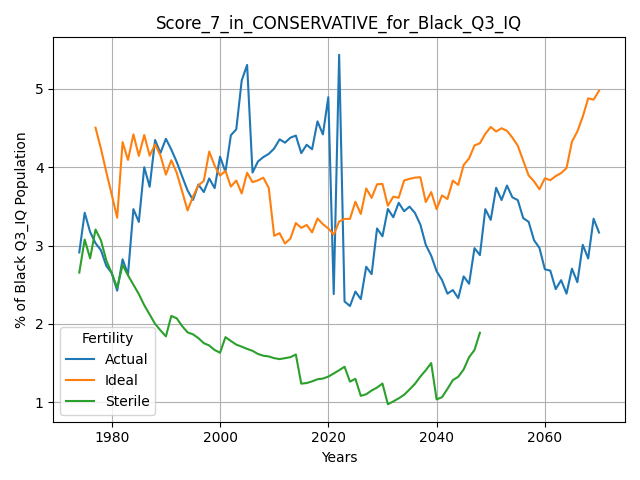 Score_7_in_CONSERVATIVE_for_Black_Q3_IQ
% of Black Q3_IQ Population
5
4
3
2
1
Fertility
Actual
Ideal
Sterile
1980 2000 2020 2040 2060
Years